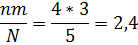 nm/N = 4 * 3/5 = 2,4